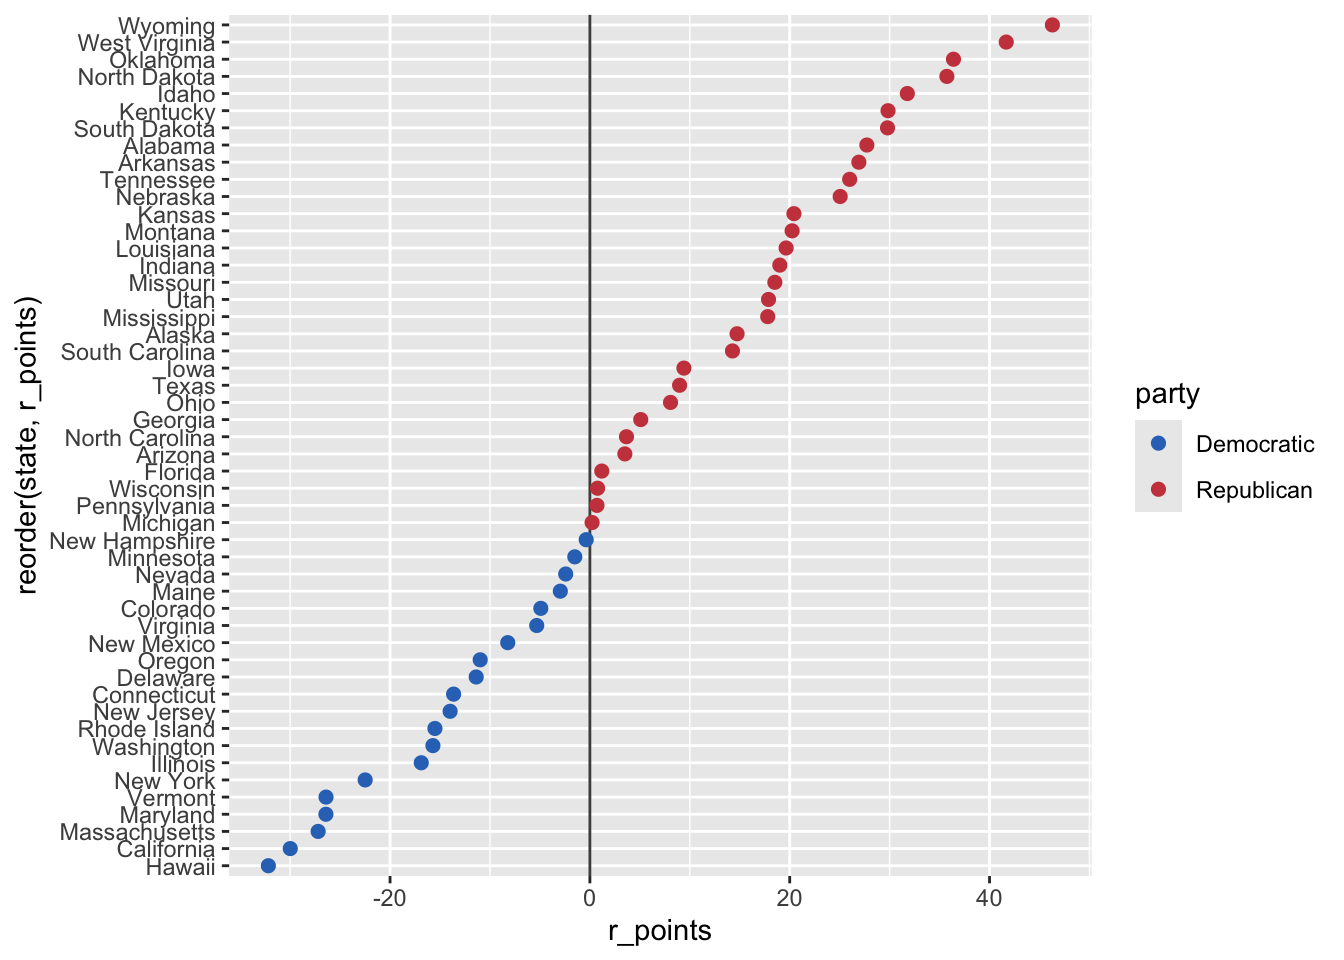 Wyoming
West Virginia
Oklahoma
North Dakota
Idaho
Kentucky
South Dakota
Alabama
Arkansas
Tennessee
Nebraska
Kansas
Montana
Louisiana
Indiana
Missouri
Utah
Mississippi
Alaska
South Carolina
Iowa
Texas
Ohio
Georgia
North Carolina
Arizona
Florida
Wisconsin
Pennsylvania
Michigan
New Hampshire
Minnesota
Nevada
Maine
Colorado
Virginia
New Mexico
Oregon
Delaware
Connecticut
New Jersey
Rhode Island
Washington
Illinois
New York
Vermont
Maryland
Massachusetts
California
Hawaii
reorder(state, r_points)
-20 0 20 40
r_points
party
Democratic
Republican